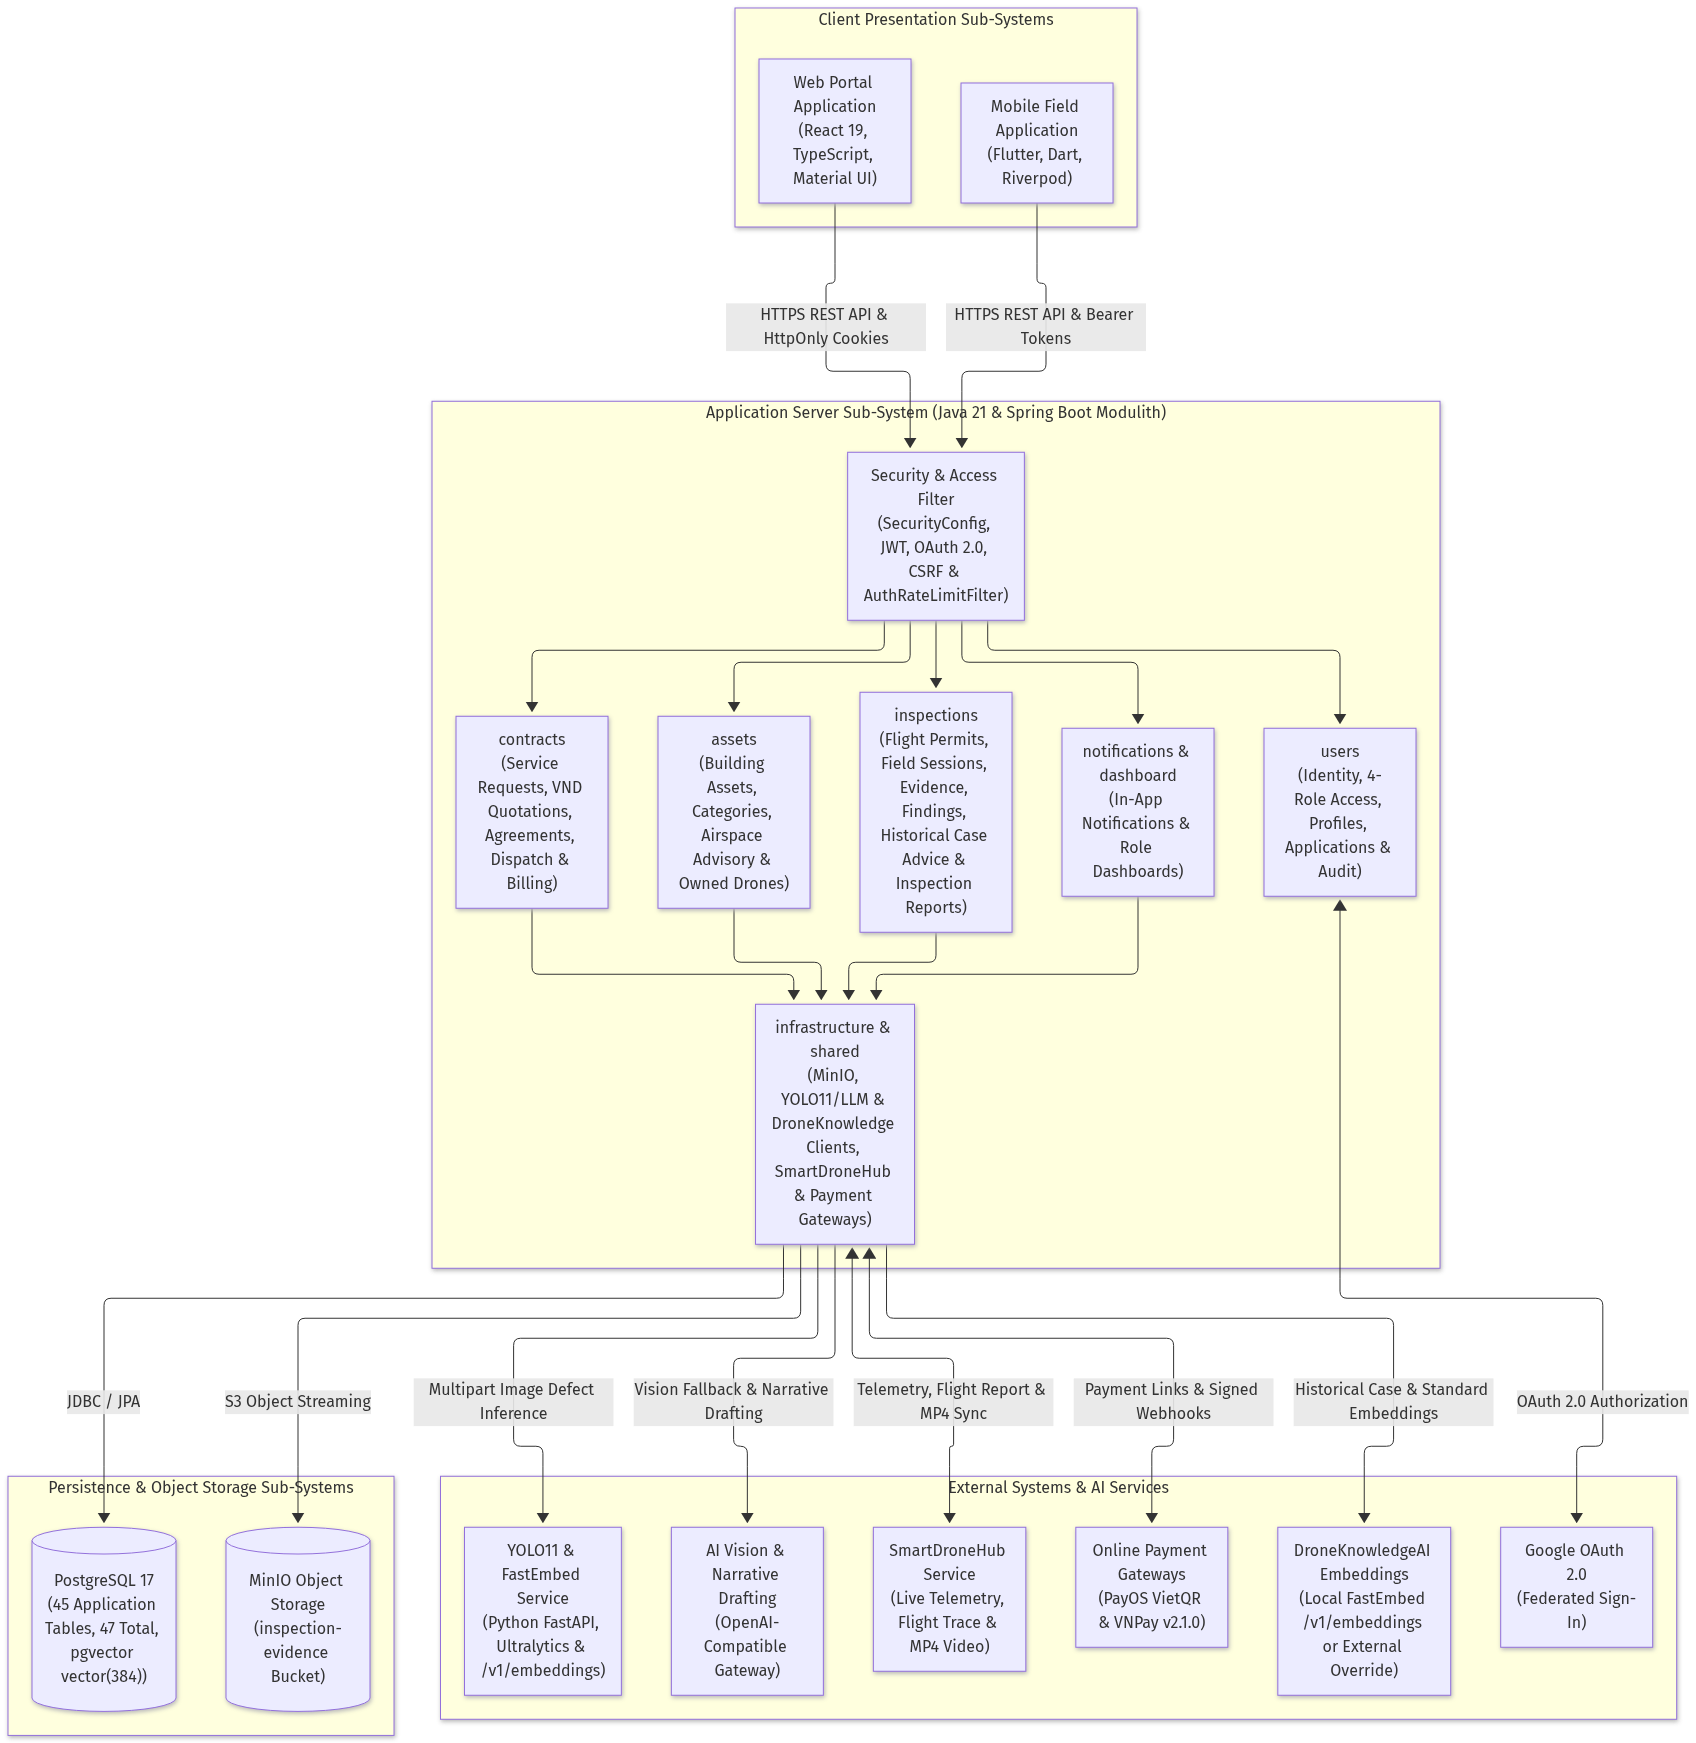 Client Presentation Sub-Systems
Web Portal
Application
(React 19,
TypeScript,
Material UI)
Mobile Field
Application
(Flutter, Dart,
Riverpod)
HTTPS REST API &
HttpOnly Cookies
HTTPS REST API & Bearer
Tokens
Application Server Sub-System (Java 21 & Spring Boot Modulith)
Security & Access
Filter
(SecurityConfig,
JWT, OAuth 2.0,
CSRF &
AuthRateLimitFilter)
contracts
(Service
Requests, VND
Quotations,
Agreements,
Dispatch &
Billing)
assets
(Building
Assets,
Categories,
Airspace
Advisory &
Owned Drones)
inspections
(Flight Permits,
Field Sessions,
Evidence,
Findings,
Historical Case
Advice &
Inspection
Reports)
notifications &
dashboard
(In-App
Notifications &
Role
Dashboards)
users
(Identity, 4-
Role Access,
Profiles,
Applications &
Audit)
infrastructure &
shared
(MinIO,
YOLO11/LLM &
DroneKnowledge
Clients,
SmartDroneHub
& Payment
Gateways)
JDBC / JPA
S3 Object Streaming
Multipart Image Defect
Inference
Vision Fallback & Narrative
Drafting
Telemetry, Flight Report &
MP4 Sync
Payment Links & Signed
Webhooks
Historical Case & Standard
Embeddings
OAuth 2.0 Authorization
Persistence & Object Storage Sub-Systems
PostgreSQL 17
(45 Application
Tables, 47 Total,
pgvector
vector(384))
MinIO Object
Storage
(inspection-
evidence
Bucket)
External Systems & AI Services
YOLO11 &
FastEmbed
Service
(Python FastAPI,
Ultralytics &
/v1/embeddings)
AI Vision &
Narrative
Drafting
(OpenAI-
Compatible
Gateway)
SmartDroneHub
Service
(Live Telemetry,
Flight Trace &
MP4 Video)
Online Payment
Gateways
(PayOS VietQR
& VNPay v2.1.0)
DroneKnowledgeAI
Embeddings
(Local FastEmbed
/v1/embeddings
or External
Override)
Google OAuth
2.0
(Federated Sign-
In)